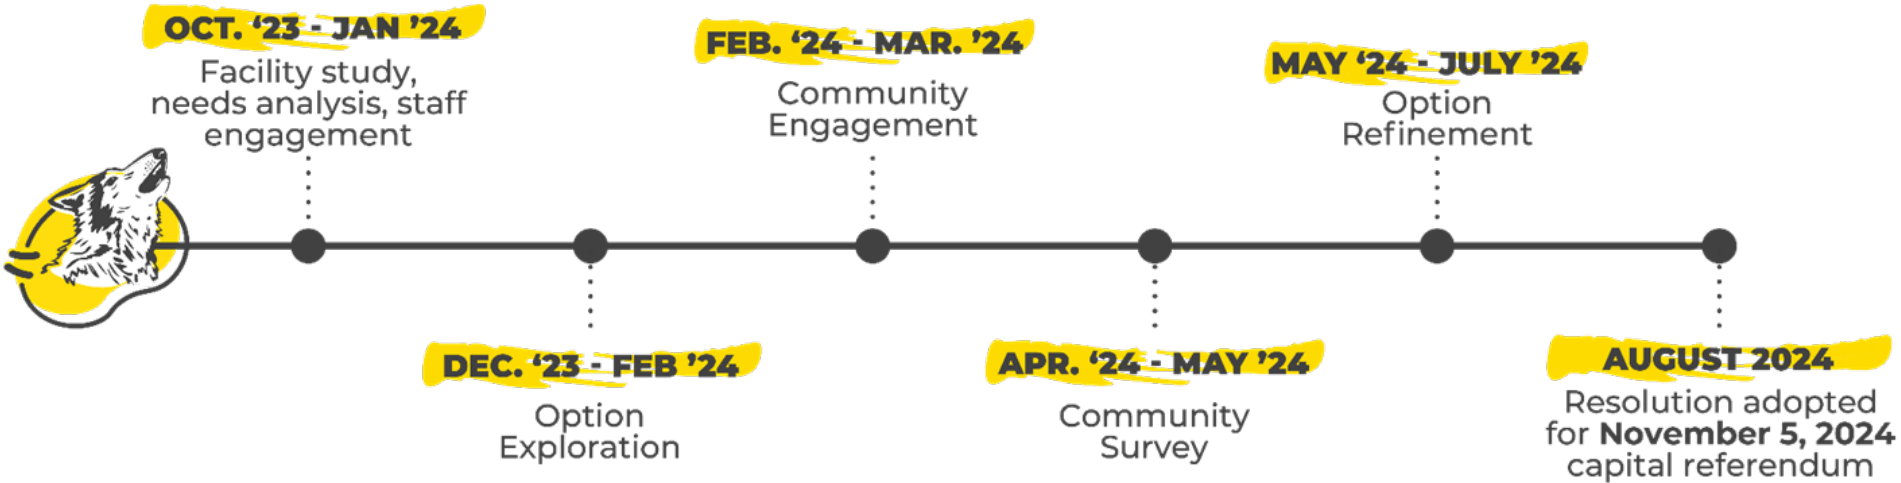 OCT. ‘23 - JAN ’24
Facility study,
needs analysis, staff
engagement
DEC. ‘23 - FEB ’24
Option
Exploration
FEB. ‘24 - MAR. ’24
Community
Engagement
APR. ‘24 - MAY ’24
Community
Survey
MAY ‘24 - JULY ’24
Option
Refinement
AUGUST 2024
Resolution adopted
for November 5, 2024
capital referendum